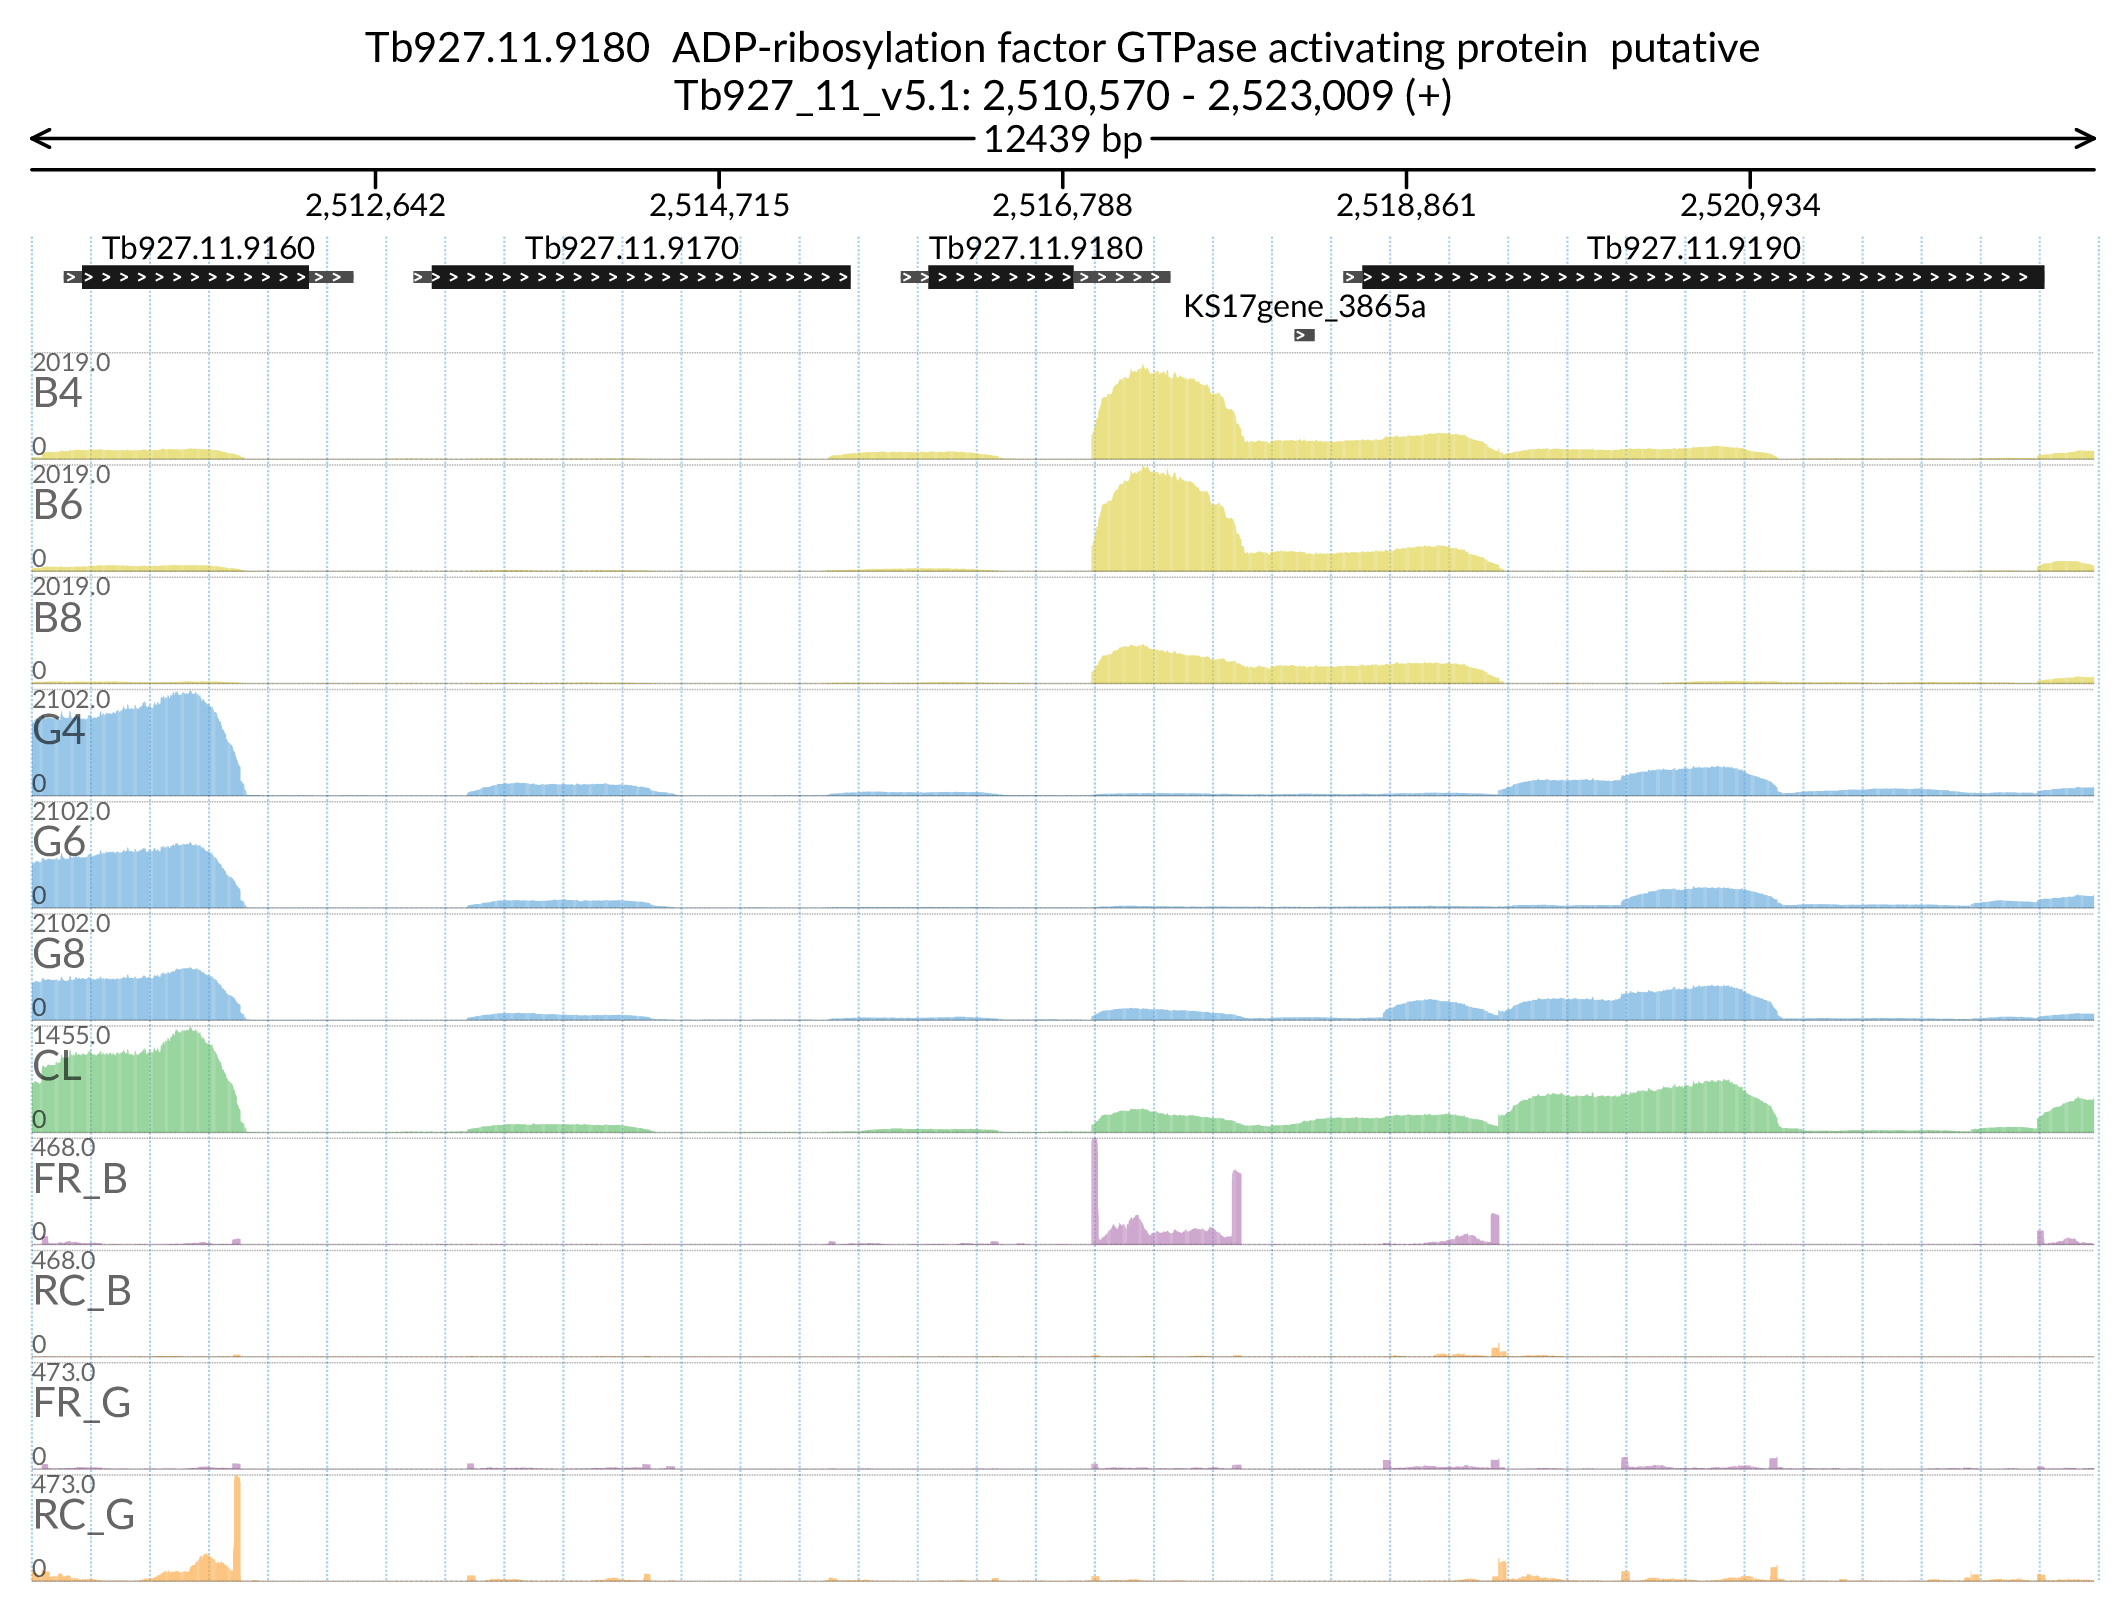 Tb927.11.9180  ADP-ribosylation factor GTPase activating protein  putative
Tb927_11_v5.1: 2,510,570 - 2,523,009 (+)
12439 bp
2,512,642 2,514,715 2,516,788 2,518,861 2,520,934
Tb927.11.9160 Tb927.11.9170 Tb927.11.9180 Tb927.11.9190
KS17gene_3865a
2019.0
B4
0
2019.0
B6
0
2019.0
B8
0
2102.0
G4
0
2102.0
G6
0
2102.0
G8
0
1455.0
CL
0
468.0
FR_B
0
468.0
RC_B
0
473.0
FR_G
0
473.0
RC_G
0